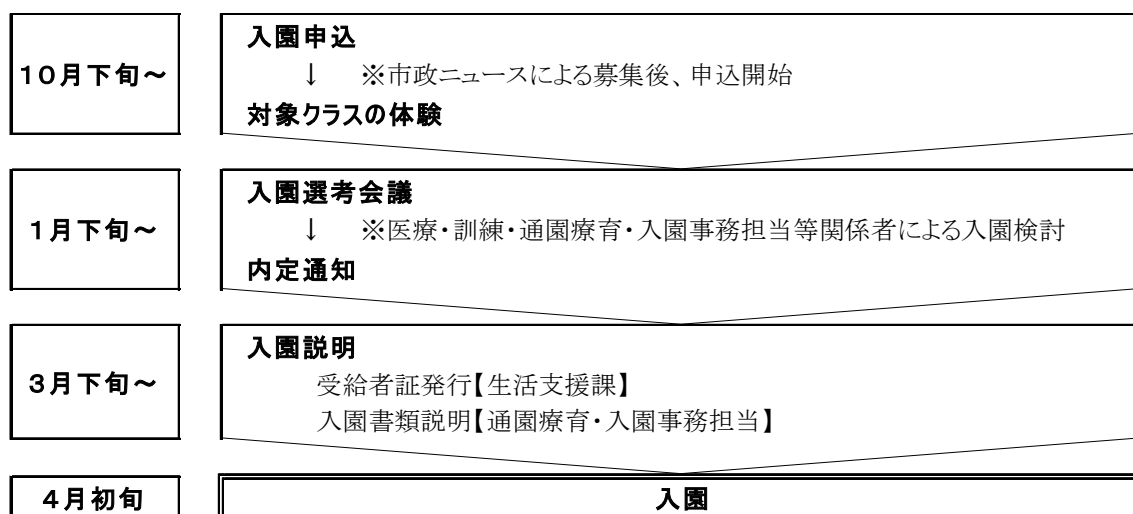 10月下旬~
入園申込
↓ ※市政ニュースによる募集後、申込開始
対象クラスの体験
1月下旬~
入園選考会議
↓ ※医療・訓練・通園療育・入園事務担当等関係者による入園検討
内定通知
3月下旬~
入園説明
受給者証発行【生活支援課】
入園書類説明【通園療育・入園事務担当】
4月初旬
入園